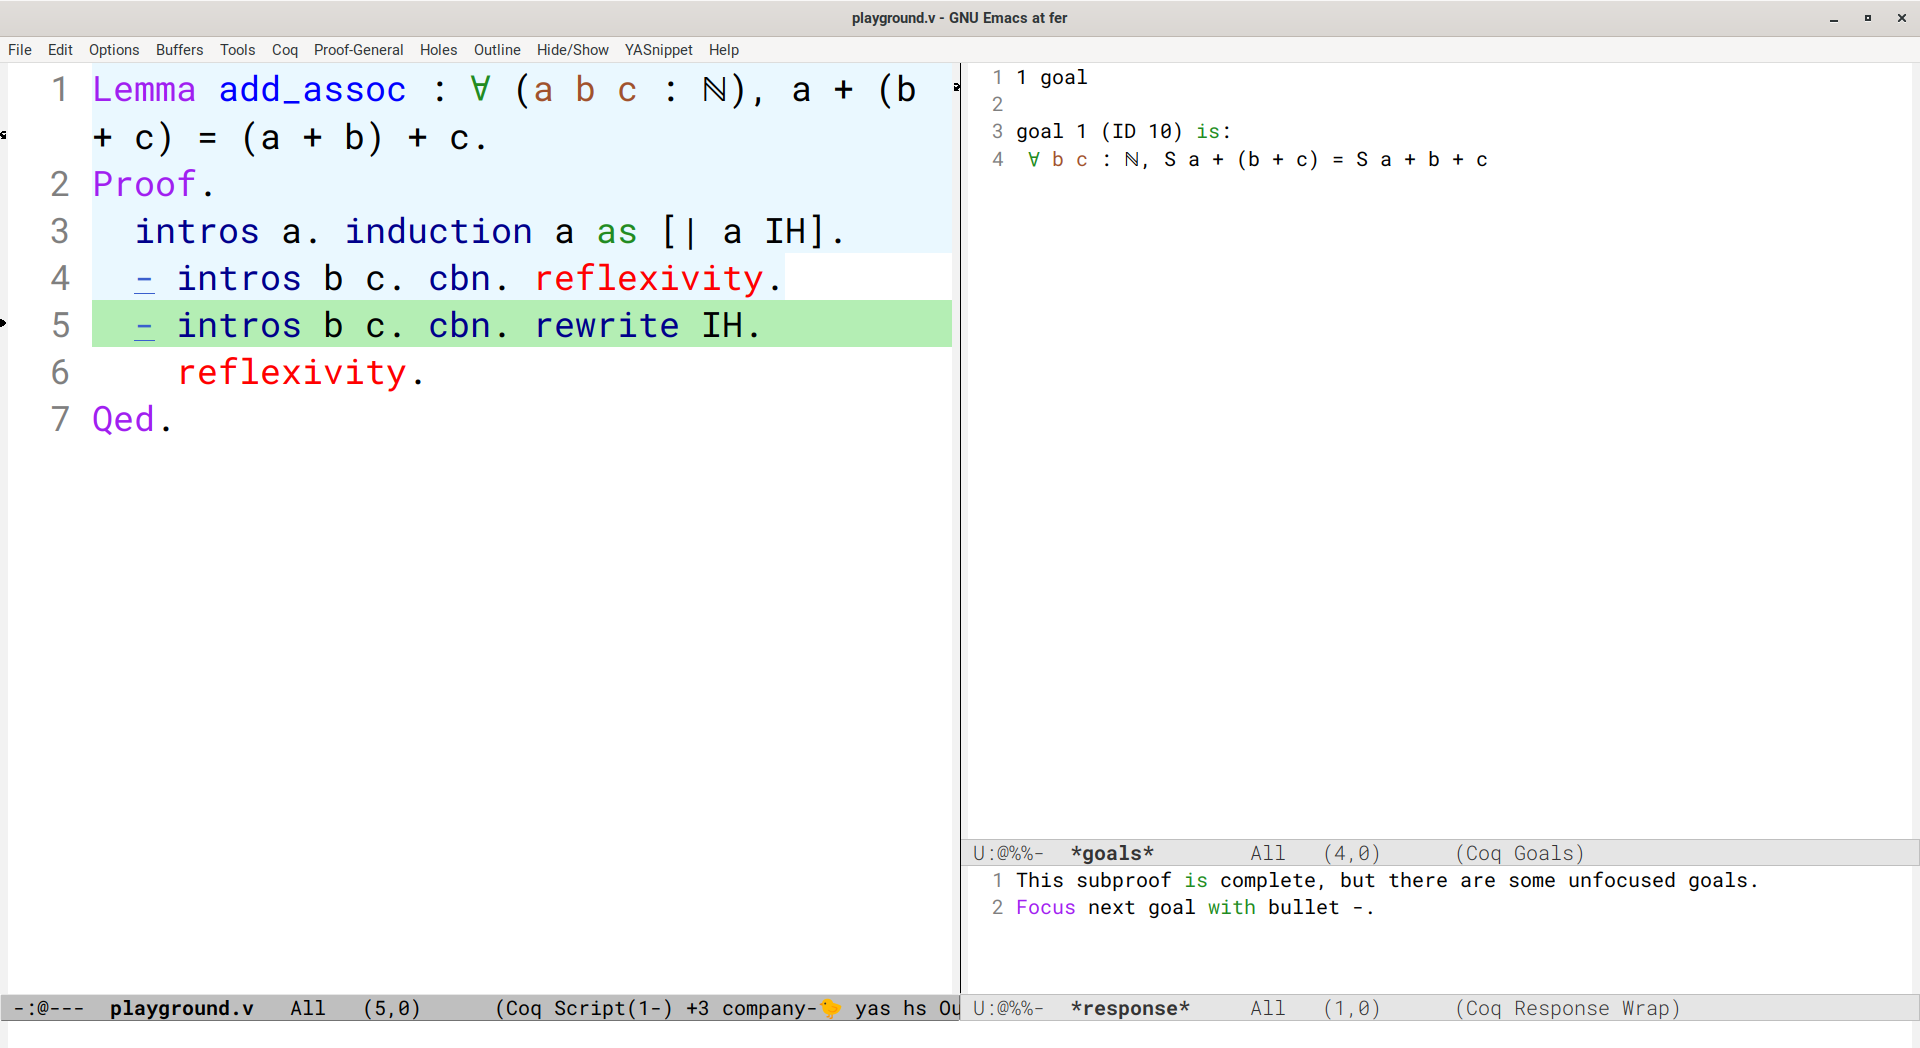 playground.v - GNU Emacs at fer
File Edit Options Buffers Tools Coq Proof-General Holes Outline Hide/Show YASnippet Help
1 Lemma add_assoc : ∀ (a b c : ℕ), a + (b
+ c) = (a + b) + c.
2 Proof.
3 intros a. induction a as [| a IH].
4 - intros b c. cbn. reflexivity.
5 - intros b c. cbn. rewrite IH.
6 reflexivity.
7 Qed.
-:@--- playground.v All (5,0) (Coq Script(1-) +3 company-🐤 yas hs Ou
1 1 goal
2
3 goal 1 (ID 10) is:
4 ∀ b c : ℕ, S a + (b + c) = S a + b + c
U:@%%- *goals* All (4,0) (Coq Goals)
1 This subproof is complete, but there are some unfocused goals.
2 Focus next goal with bullet -.
U:@%%- *response* All (1,0) (Coq Response Wrap)